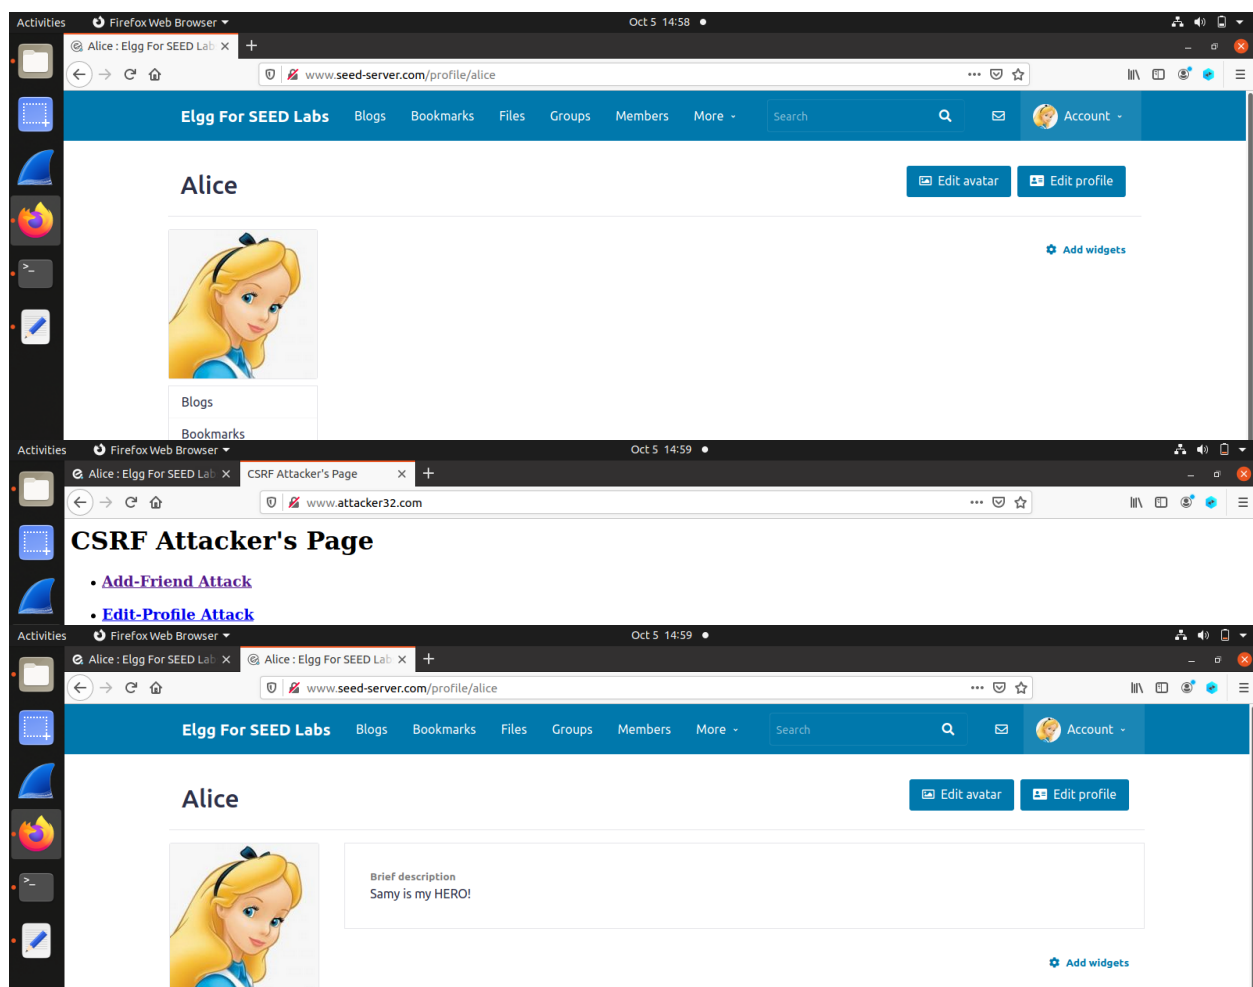 Activities Firefox Web Browser Oct 5 14:58
Alice : Elgg For SEED Lab
www.seed-server.com/profile/alice
Elgg For SEED Labs Blogs Bookmarks Files Groups Members More Search Account
Alice Edit avatar Edit profile
Add widgets
Blogs
Bookmarks
Activities Firefox Web Browser Oct 5 14:59
Alice : Elgg For SEED Lab CSRF Attacker's Page
www.attacker32.com
CSRF Attacker's Page
• Add-Friend Attack
• Edit-Profile Attack
Activities Firefox Web Browser Oct 5 14:59
Alice : Elgg For SEED Lab Alice : Elgg For SEED Lab
www.seed-server.com/profile/alice
Elgg For SEED Labs Blogs Bookmarks Files Groups Members More Search Account
Alice Edit avatar Edit profile
Brief description
Samy is my HERO!
Add widgets